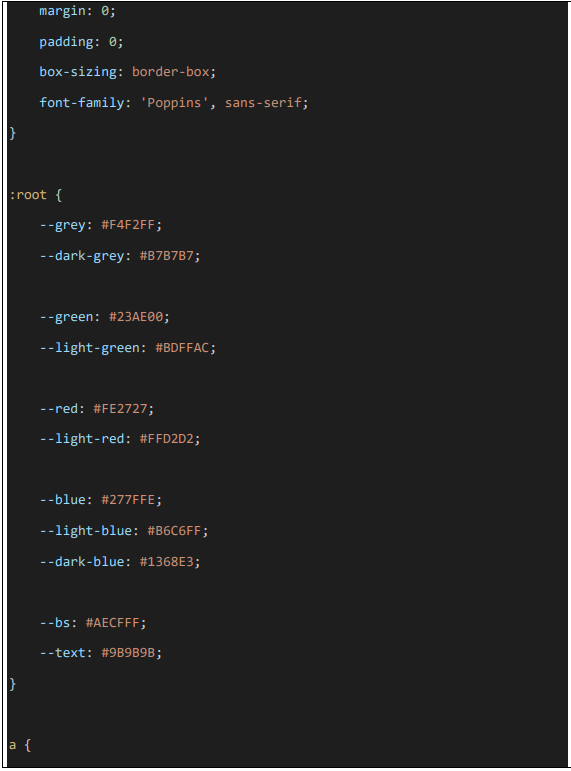 margin: 0;
padding: 0;
box-sizing: border-box;
font-family: 'Poppins', sans-serif;
}
:root {
--grey: #F4F2FF;
--dark-grey: #B7B7B7;
--green: #23AE00;
--light-green: #BDFFAC;
--red: #FE2727;
--light-red: #FFD2D2;
--blue: #277FFE;
--light-blue: #B6C6FF;
--dark-blue: #1368E3;
--bs: #AECFFF;
--text: #9B9B9B;
}
a {